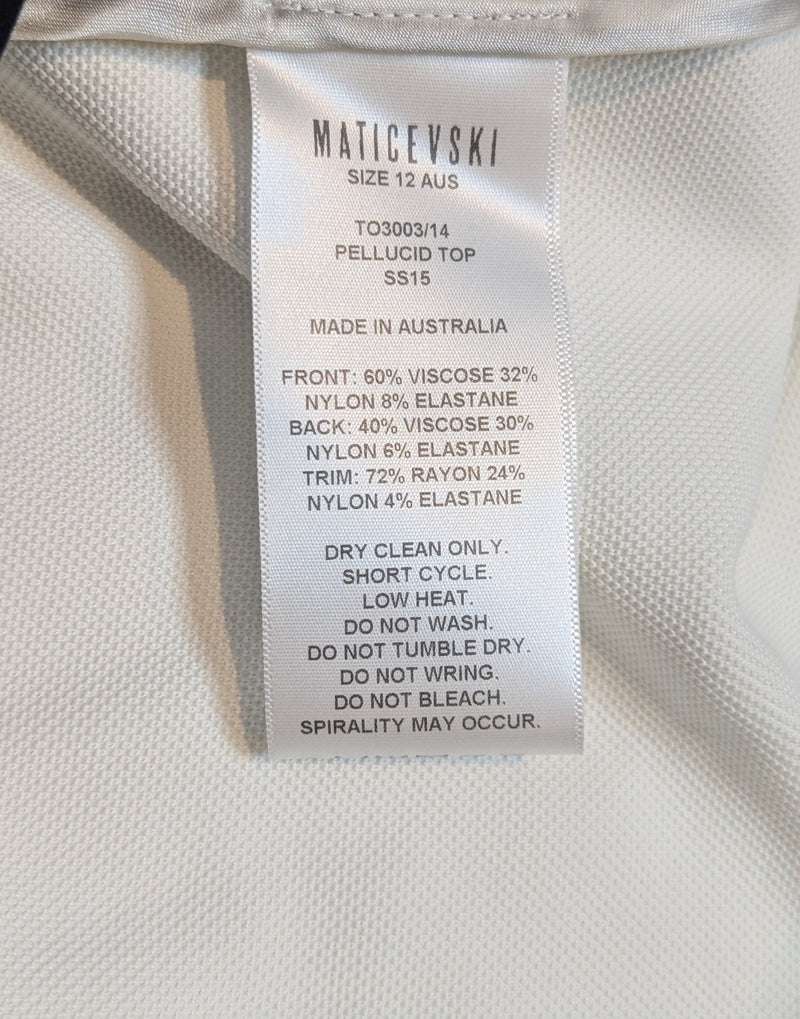 MATICEVSKI
SIZE 12 AUS
TO3003/14
PELLUCID TOP
SS15
MADE IN AUSTRALIA
FRONT: 60% VISCOSE 32%
NYLON 8% ELASTANE
BACK: 40% VISCOSE 30%
NYLON 6% ELASTANE
TRIM: 72% RAYON 24%
NYLON 4% ELASTANE
DRY CLEAN ONLY.
SHORT CYCLE.
LOW HEAT.
DO NOT WASH.
DO NOT TUMBLE DRY.
DO NOT WRING.
DO NOT BLEACH.
SPIRALITY MAY OCCUR.